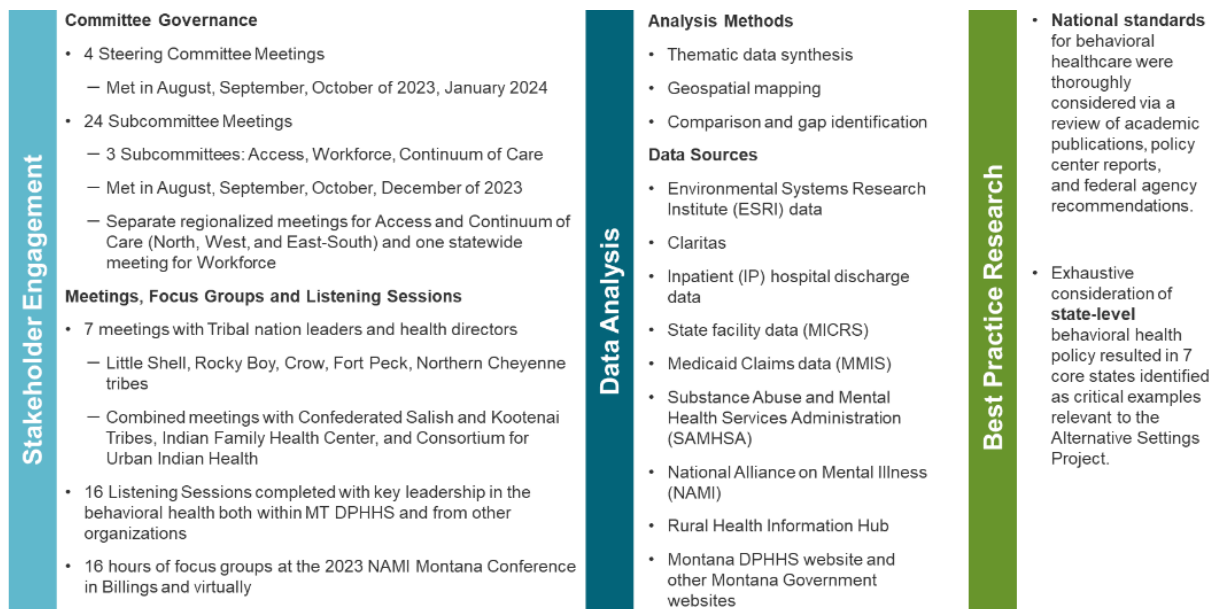 Stakeholder Engagement
Committee Governance
• 4 Steering Committee Meetings
– Met in August, September, October of 2023, January 2024
• 24 Subcommittee Meetings
– 3 Subcommittees: Access, Workforce, Continuum of Care
– Met in August, September, October, December of 2023
– Separate regionalized meetings for Access and Continuum of
Care (North, West, and East-South) and one statewide
meeting for Workforce
Meetings, Focus Groups and Listening Sessions
• 7 meetings with Tribal nation leaders and health directors
– Little Shell, Rocky Boy, Crow, Fort Peck, Northern Cheyenne
tribes
– Combined meetings with Confederated Salish and Kootenai
Tribes, Indian Family Health Center, and Consortium for
Urban Indian Health
• 16 Listening Sessions completed with key leadership in the
behavioral health both within MT DPHHS and from other
organizations
• 16 hours of focus groups at the 2023 NAMI Montana Conference
in Billings and virtually
Data Analysis
Analysis Methods
• Thematic data synthesis
• Geospatial mapping
• Comparison and gap identification
Data Sources
• Environmental Systems Research
Institute (ESRI) data
• Claritas
• Inpatient (IP) hospital discharge
data
• State facility data (MICRS)
• Medicaid Claims data (MMIS)
• Substance Abuse and Mental
Health Services Administration
(SAMHSA)
• National Alliance on Mental Illness
(NAMI)
• Rural Health Information Hub
• Montana DPHHS website and
other Montana Government
websites
Best Practice Research
• National standards
for behavioral
healthcare were
thoroughly
considered via a
review of academic
publications, policy
center reports,
and federal agency
recommendations.
• Exhaustive
consideration of
state-level
behavioral health
policy resulted in 7
core states identified
as critical examples
relevant to the
Alternative Settings
Project.